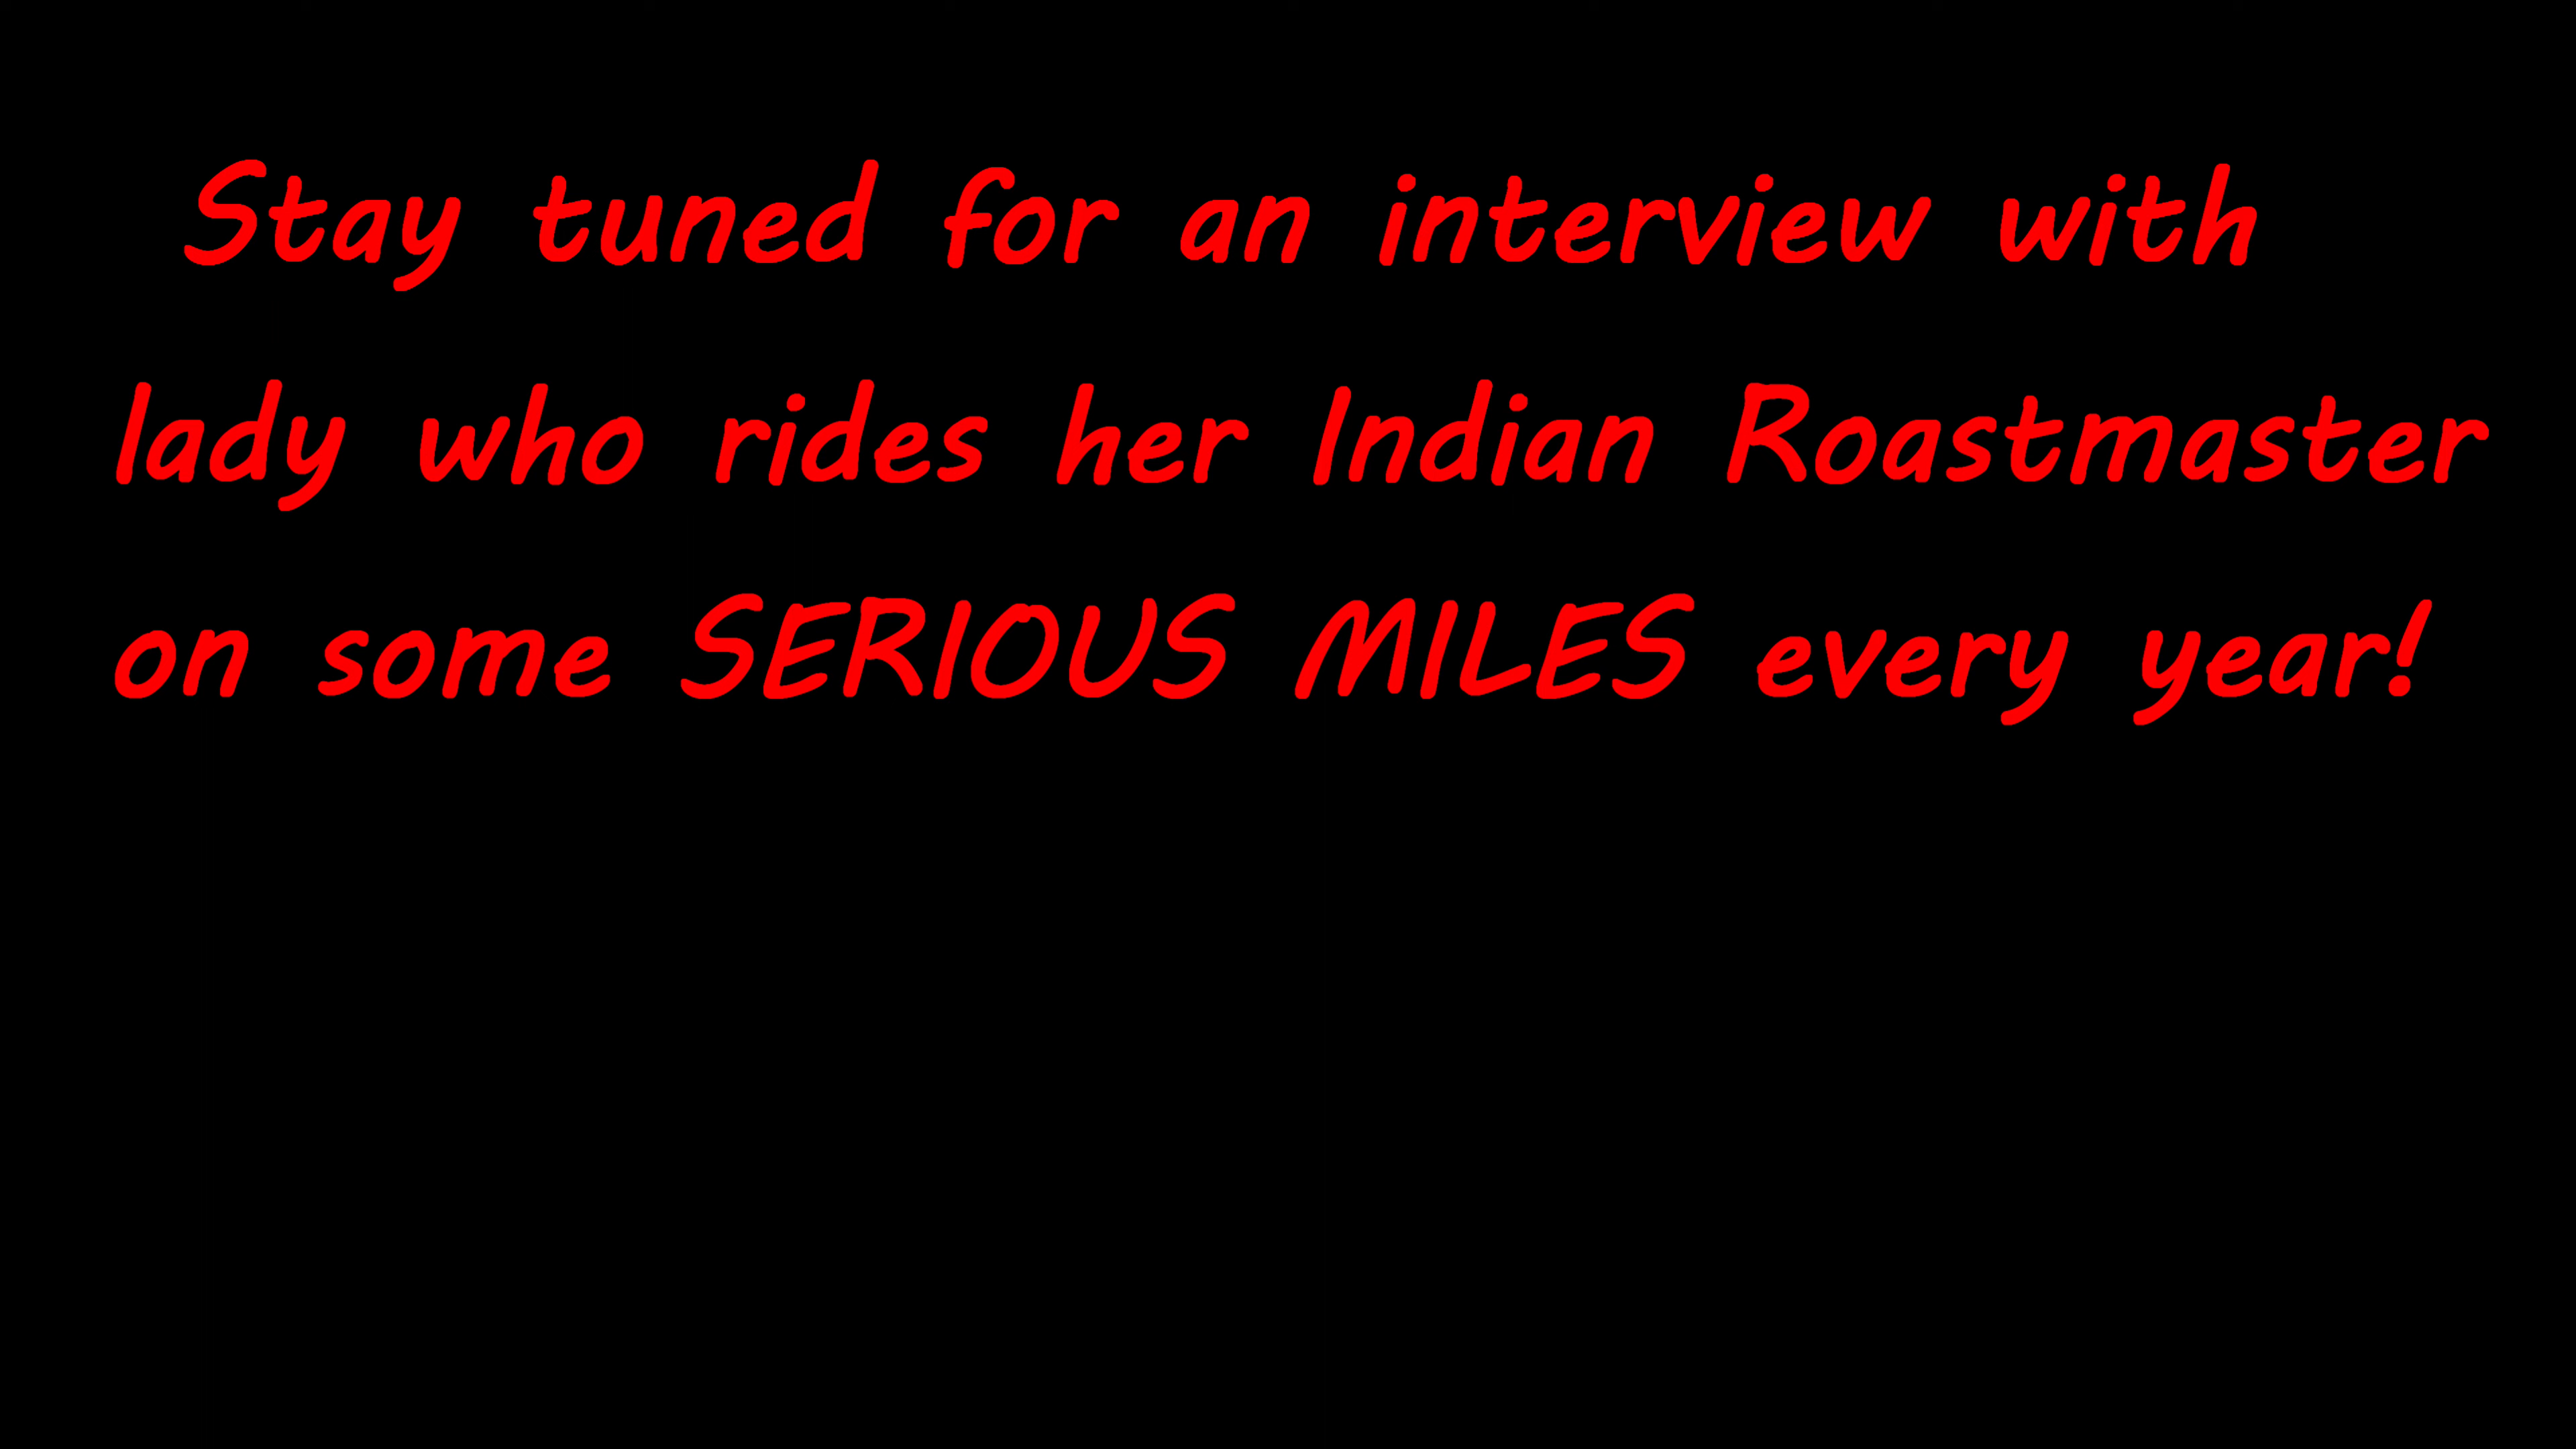 Stay tuned for an interview with
lady who rides her Indian Roastmaster
on some SERIOUS MILES every year!